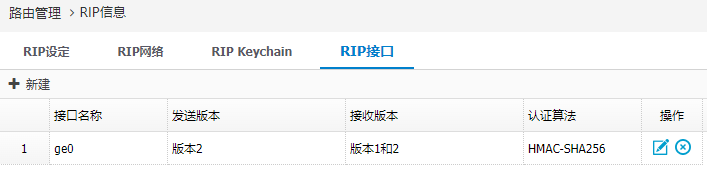 路由管理 > RIP信息
RIP设定 RIP网络 RIP Keychain RIP接口
+ 新建
接口名称 发送版本 接收版本 认证算法 操作
1 ge0 版本2 版本1和2 HMAC-SHA256